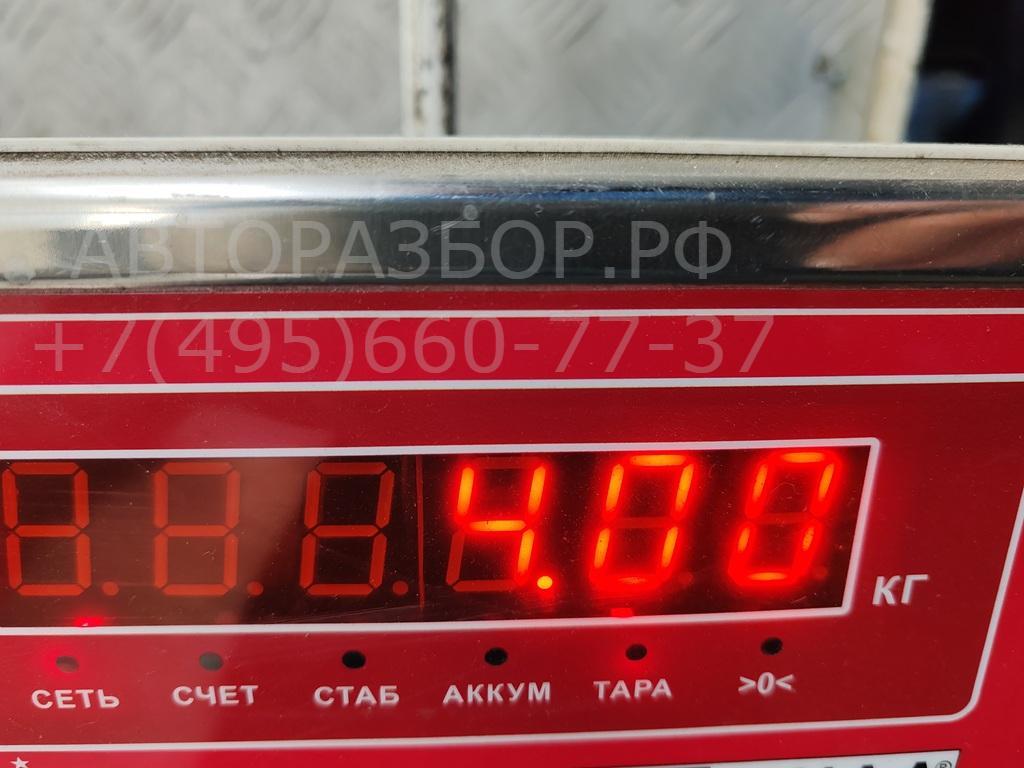 АВТОРАЗБОР.РФ
+7(495)660-77-37
4.00
КГ
СЕТЬ СЧЕТ СТАБ АККУМ ТАРА >0<